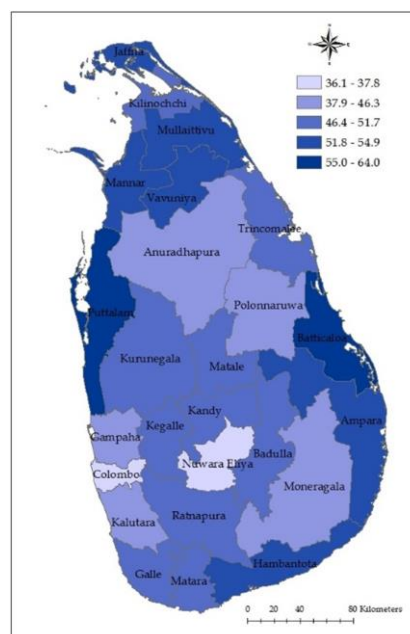 Jaffna
36.1 - 37.8
37.9 - 46.3
46.4 - 51.7
51.8 - 54.9
55.0 - 64.0
Kilinochchi
Mullaittivu
Mannar
Vavuniya
Trincomalee
Anuradhapura
Polonnaruwa
Puttalam
Batticaloa
Kurunegala
Matale
Kandy
Ampara
Gampaha
Kegalle
Badulla
Nuwara Eliya
Colombo
Moneragala
Kalutara
Ratnapura
Hambantota
Galle
Matara
0 20 40 80 Kilometers